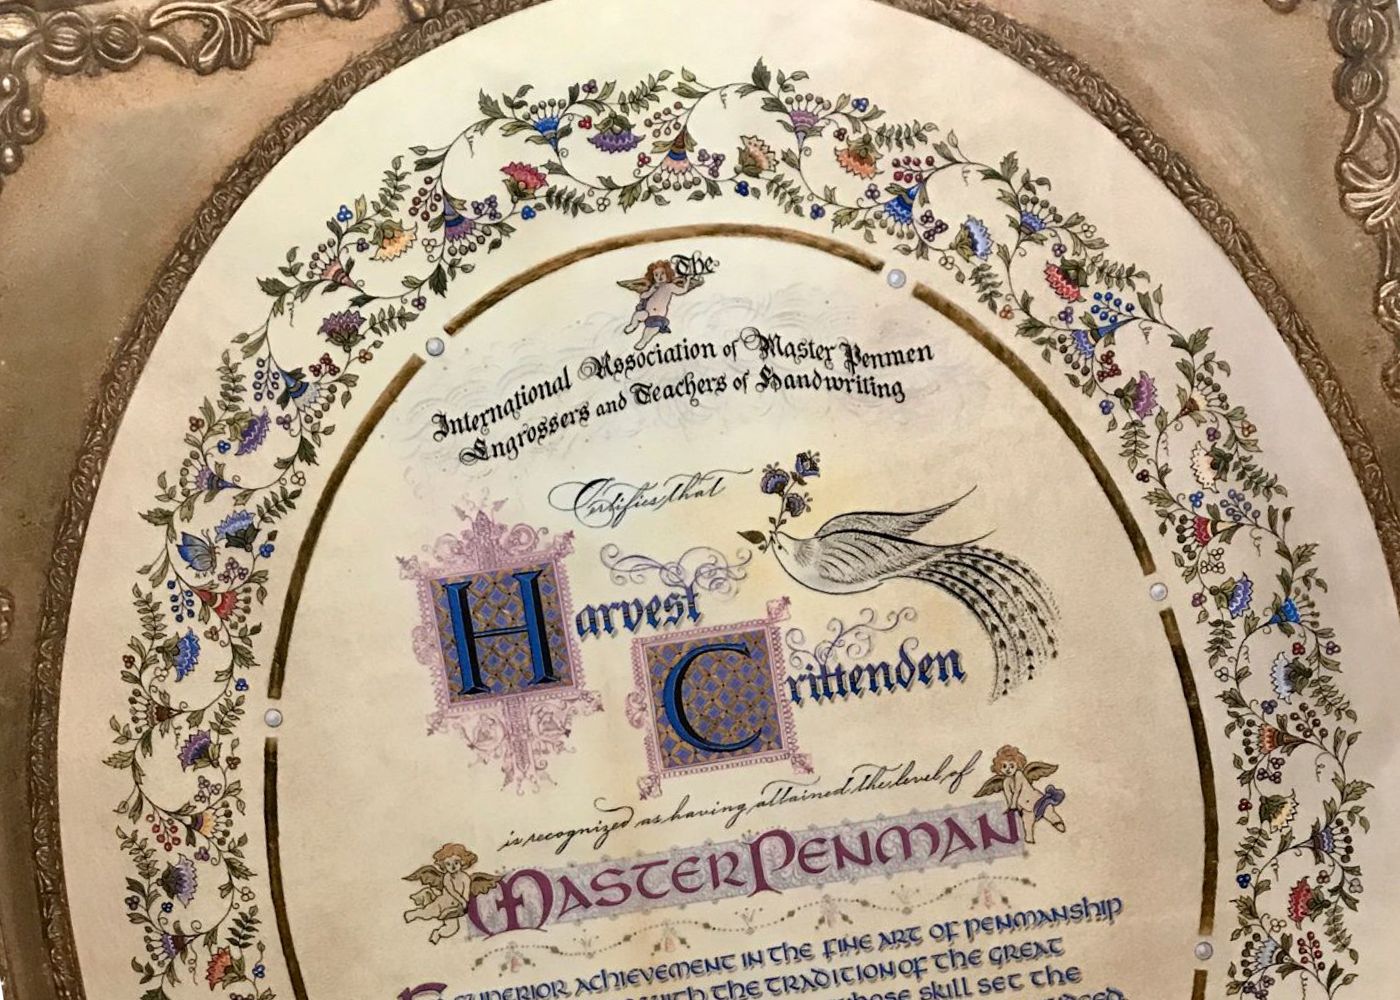 The
International Association of Master Penmen
Engrossers and Teachers of Handwriting
Certifies that
Harvest
Crittenden
is recognized as having attained the level of
Master Penman
Superior achievement in the fine art of penmanship
with the tradition of the great
whose skill set the